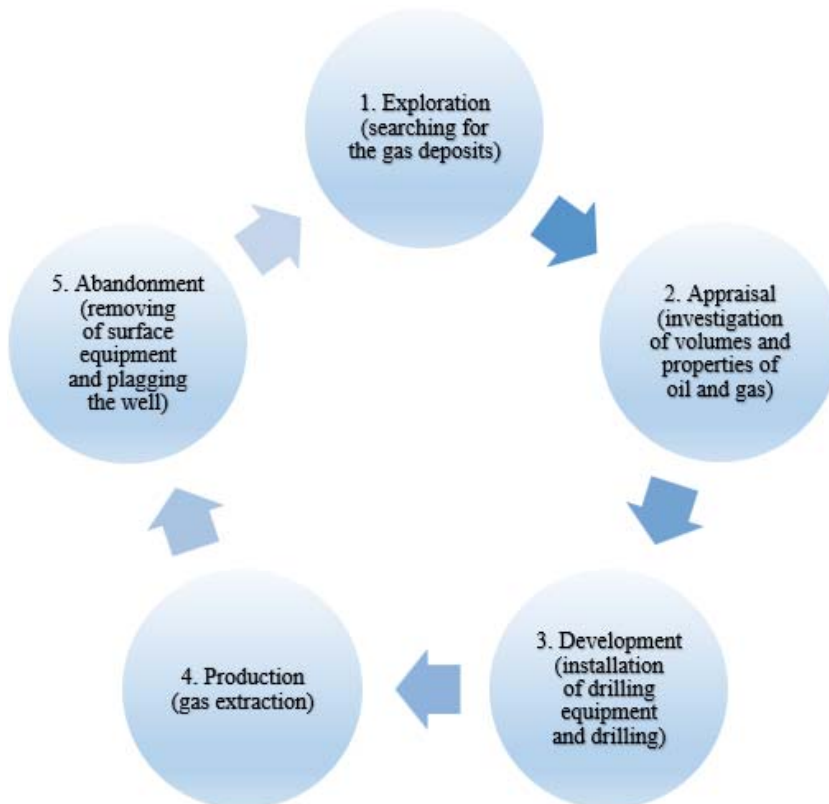 1. Exploration
(searching for
the gas deposits)
2. Appraisal
(investigation
of volumes and
properties of
oil and gas)
3. Development
(installation
of drilling
equipment
and drilling)
4. Production
(gas extraction)
5. Abandonment
(removing
of surface
equipment
and plagging
the well)